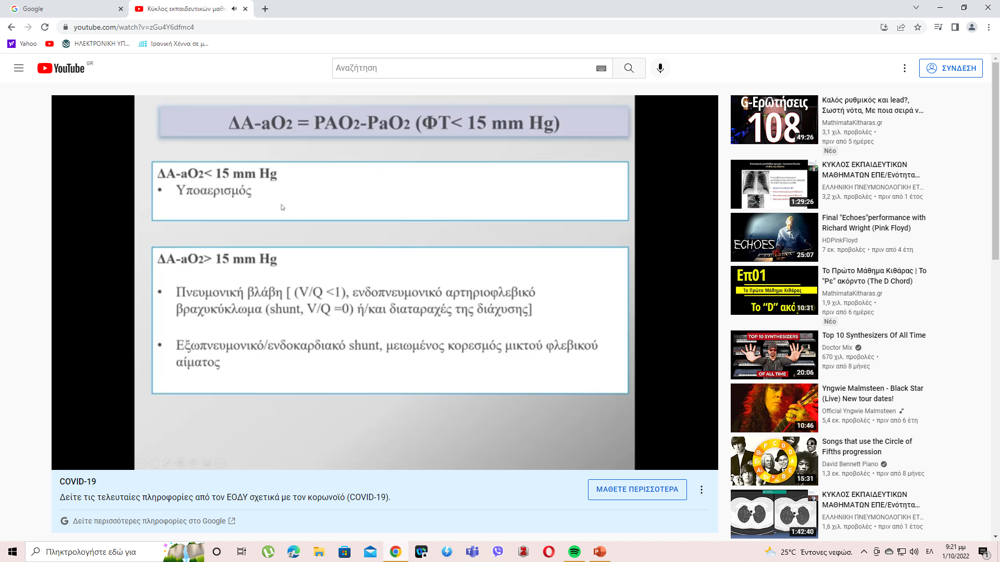 Google
Κύκλος εκπαιδευτικών μαθη
youtube.com/watch?v=zGu4Y6dfmc4
Yahoo
ΗΛΕΚΤΡΟΝΙΚΗ ΥΠ...
Ιρανική Χέννα σε μ...
YouTube GR
Αναζήτηση
ΣΥΝΔΕΣΗ
ΔΑ-aO2 = PAO2-PaO2 (ΦΤ< 15 mm Hg)
ΔΑ-aO2< 15 mm Hg
• Υποαερισμός
ΔΑ-aO2> 15 mm Hg
• Πνευμονική βλάβη [ (V/Q <1), ενδοπνευμονικό αρτηριοφλεβικό
βραχυκύκλωμα (shunt, V/Q =0) ή/και διαταραχές της διάχυσης]
• Εξωπνευμονικό/ενδοκαρδιακό shunt, μειωμένος κορεσμός μικτού φλεβικού
αίματος
COVID-19
Δείτε τις τελευταίες πληροφορίες από τον ΕΟΔΥ σχετικά με τον κορωνοϊό (COVID-19).
ΜΑΘΕΤΕ ΠΕΡΙΣΣΟΤΕΡΑ
Δείτε περισσότερες πληροφορίες στο Google
G-Ερωτήσεις
108
49:26
Καλός ρυθμικός και lead?,
Σωστή νότα, Με ποια σειρά ν...
MathimataKitharas.gr
3,1 χιλ. προβολές •
πριν από 5 ημέρες
Νέο
1:29:26
ΚΥΚΛΟΣ ΕΚΠΑΙΔΕΥΤΙΚΩΝ
ΜΑΘΗΜΑΤΩΝ ΕΠΕ/Ενότητα...
ΕΛΛΗΝΙΚΗ ΠΝΕΥΜΟΝΟΛΟΓΙΚΗ ΕΤ...
3,2 χιλ. προβολές • πριν από 1 έτος
ECHOES
25:07
Final "Echoes"performance with
Richard Wright (Pink Floyd)
HDPinkFloyd
7 εκ. προβολές • πριν από 4 έτη
Επ01
Το Πρώτο Μάθημα Κιθάρας
Το “D” ακό
10:31
Το Πρώτο Μάθημα Κιθάρας | Το
"Ρε" ακόρντο (The D Chord)
MathimataKitharas.gr
1,9 χιλ. προβολές •
πριν από 6 ημέρες
Νέο
TOP 10 SYNTHESIZERS
OF ALL TIME
20:06
Top 10 Synthesizers Of All Time
Doctor Mix
670 χιλ. προβολές •
πριν από 8 μήνες
10:46
Yngwie Malmsteen - Black Star
(Live) New tour dates!
Official Yngwie Malmsteen
5,4 εκ. προβολές • πριν από 6 έτη
15:31
Songs that use the Circle of
Fifths progression
David Bennett Piano
1,3 εκ. προβολές • πριν από 8 μήνες
1:42:40
ΚΥΚΛΟΣ ΕΚΠΑΙΔΕΥΤΙΚΩΝ
ΜΑΘΗΜΑΤΩΝ ΕΠΕ/Ενότητα...
ΕΛΛΗΝΙΚΗ ΠΝΕΥΜΟΝΟΛΟΓΙΚΗ ΕΤ...
1,6 χιλ. προβολές • πριν από 1 έτος
Πληκτρολογήστε εδώ για
25°C Έντονες νεφώσ.
ΕΛ
9:21 μμ
1/10/2022
1